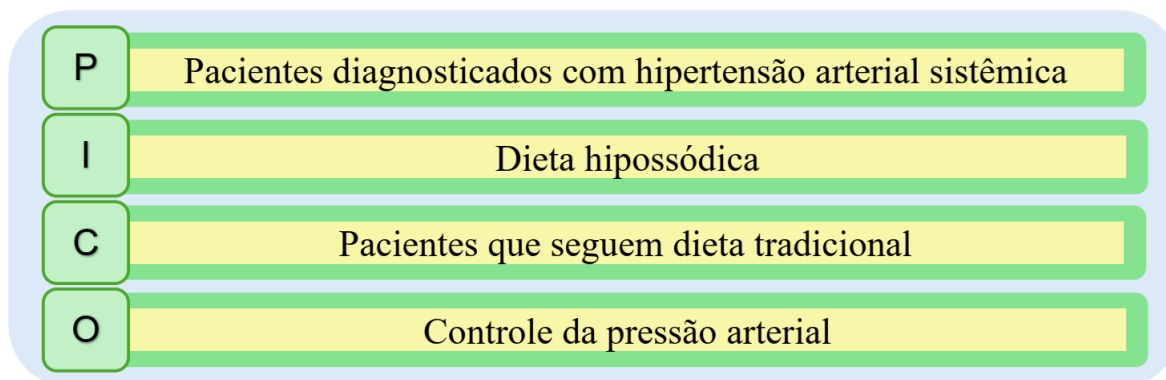 P
Pacientes diagnosticados com hipertensão arterial sistêmica
I
Dieta hipossódica
C
Pacientes que seguem dieta tradicional
O
Controle da pressão arterial